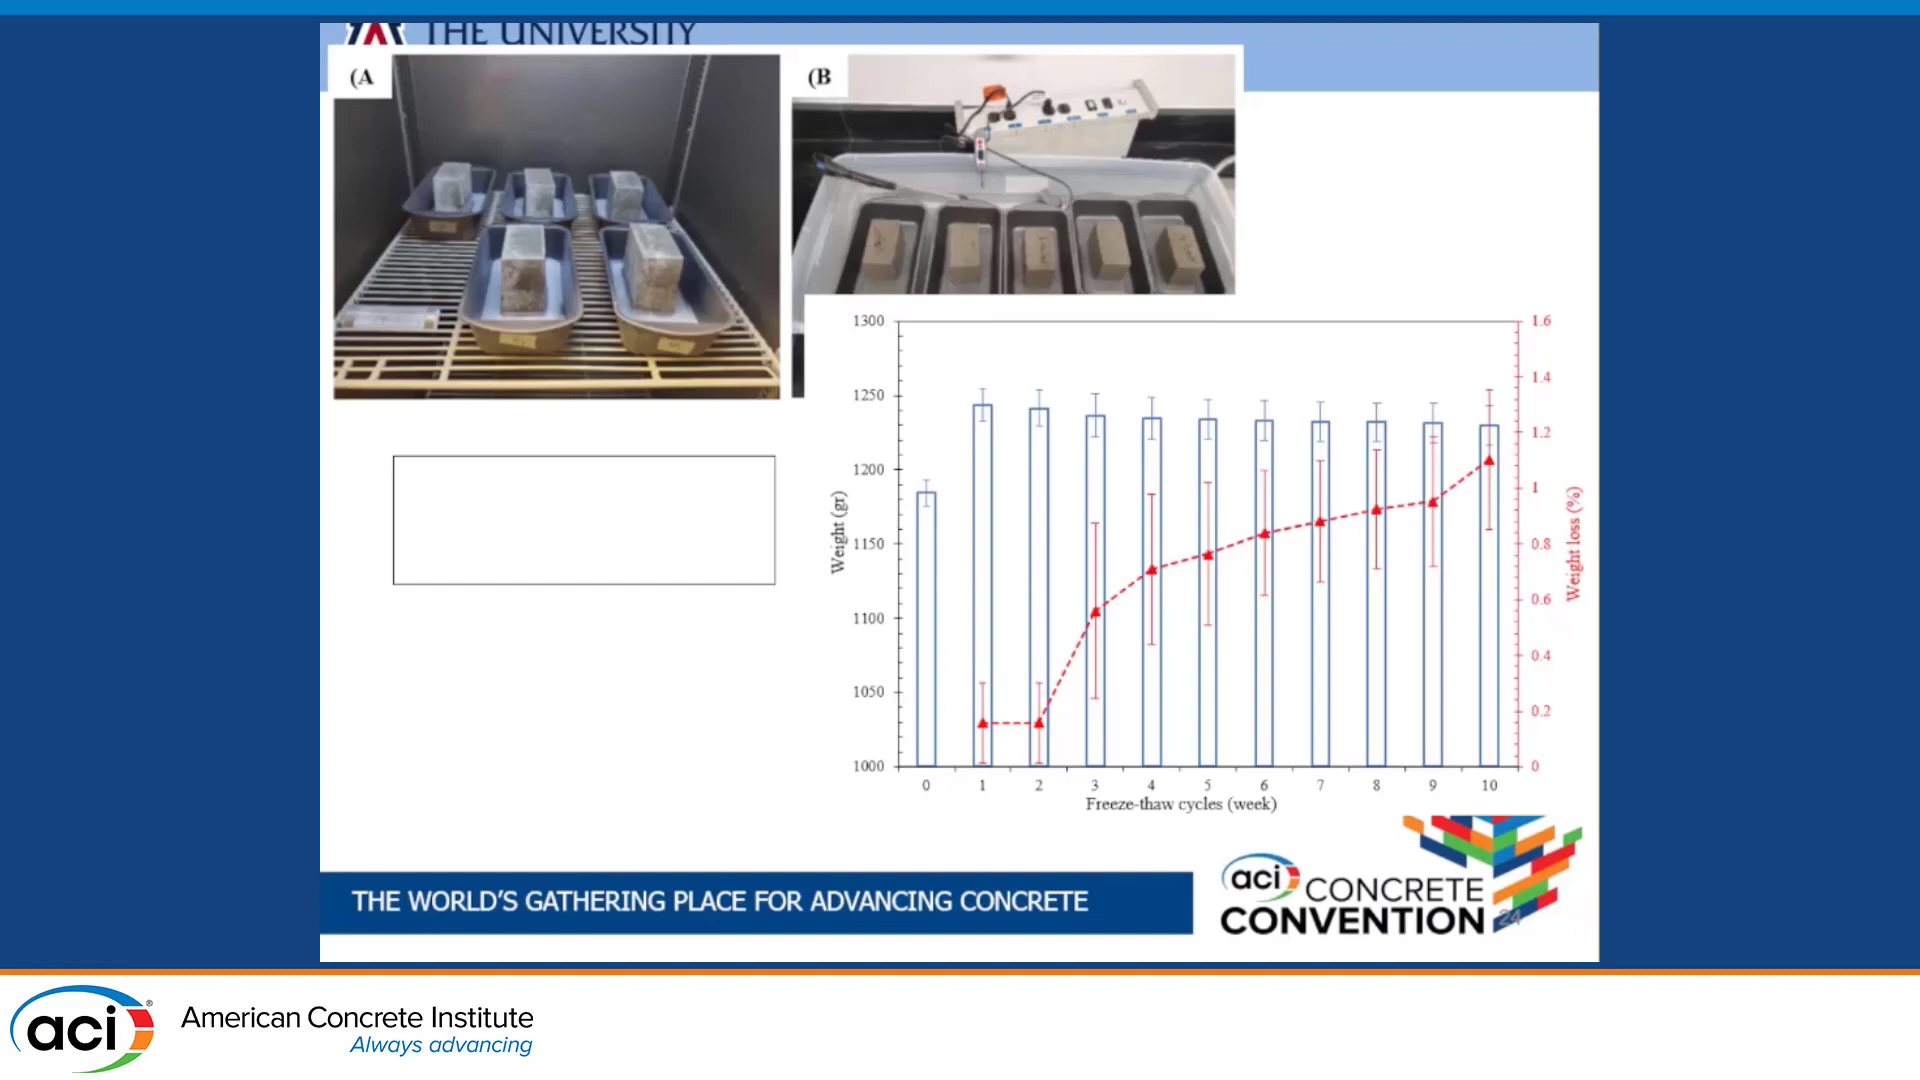 THE UNIVERSITY
(A
(B
1300
1250
1200
1150
1100
1050
1000
Weight (gr)
1.6
1.4
1.2
1
0.8
0.6
0.4
0.2
0
Weight loss (%)
0 1 2 3 4 5 6 7 8 9 10
Freeze-thaw cycles (week)
THE WORLD'S GATHERING PLACE FOR ADVANCING CONCRETE
aci CONCRETE
CONVENTION
24
aci®
American Concrete Institute
Always advancing